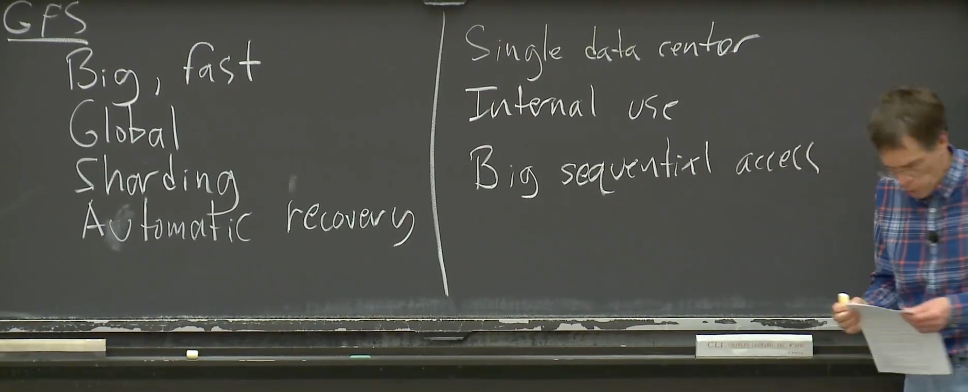 GFS
Big, fast
Global
Sharding
Automatic recovery
Single data center
Internal use
Big sequential access